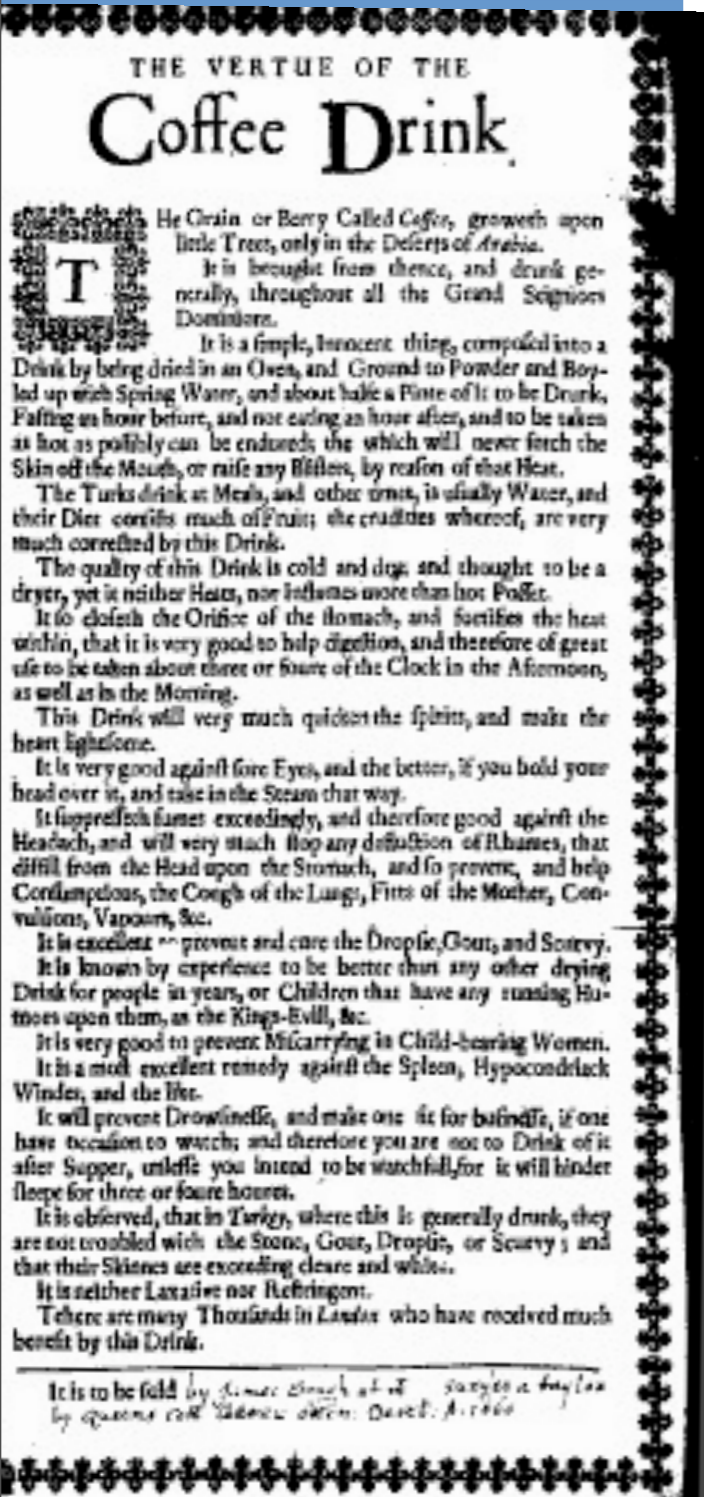 THE VERTUE OF THE
Coffee Drink.
THe Grain or Berry Called Coffee, groweth upon
little Trees, only in the Deserts of Arabia.
It is brought from thence, and drunk ge-
nerally, throughout all the Grand Seigniors
Dominions.
It is a simple, Innocent thing, composed into a
Drink by being dried in an Oven, and Ground to Powder and Boy-
led up with Spring Water, and about halfe a Pinte of it to be Drunk,
Fasting an hour before, and not eating an hour after, and to be taken
as hot as possibly can be endured; the which will never fetch the
Skin off the Mouth, or raise any Blisters, by reason of that Heat.
The Turks drink at Meals, and other times, is usually Water, and
their Diet consists much of Fruit; the crudities whereof, are very
much corrected by this Drink.
The quality of this Drink is cold and dry; and thought to be a
dryer, yet it neither Heats, nor Inflames more than hot Posset.
It so closeth the Orifice of the stomach, and fortifies the heat
within, that it is very good to help digestion, and therefore of great
use to be taken about three or foure of the Clock in the Afternoon,
as well as in the Morning.
This Drink will very much quicken the spirits, and make the
heart lightsome.
It is very good against sore Eyes, and the better, if you hold your
head over it, and take in the Steam that way.
It suppresseth fumes exceedingly, and therefore good against the
Headach, and will very much stop any defluction of Rhumes, that
distill from the Head upon the Stomach, and so prevent, and help
Consumptions, the Cough of the Lungs, Fitts of the Mother, Con-
vulsions, Vapours, &c.
It is excellent prevent and cure the Dropsie, Gout, and Scurvy.
It is known by experience to be better than any other drying
Drink for people in years, or Children that have any running Hu-
mors upon them, as the Kings-Evill, &c.
It is very good to prevent Miscarrying in Child-bearing Women.
It is a most excellent remedy against the Spleen, Hypocondriack
Windes, and the like.
It will prevent Drowsinesse, and make one fit for businesse, if one
have occasion to watch; and therefore you are not to Drink of it
after Supper, unlesse you intend to be watchfull, for it will hinder
sleepe for three or foure houres.
It is observed, that in Turkey, where this is generally drunk, they
are not troubled with the Stone, Gout, Dropsie, or Scurvy; and
that their Skinnes are exceeding cleare and white.
It is neither Laxative nor Restringent.
Tehere are many Thousands in London who have received much
benefit by this Drink.
It is to be sold by
by queens